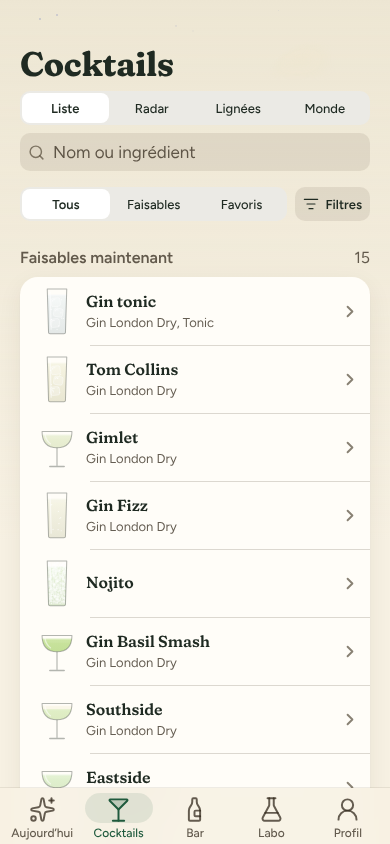 Cocktails
Liste Radar Lignées Monde
Nom ou ingrédient
Tous Faisables Favoris Filtres
Faisables maintenant 15
Gin tonic
Gin London Dry, Tonic
Tom Collins
Gin London Dry
Gimlet
Gin London Dry
Gin Fizz
Gin London Dry
Nojito
Gin Basil Smash
Gin London Dry
Southside
Gin London Dry
Eastside
Aujourd'hui Cocktails Bar Labo Profil